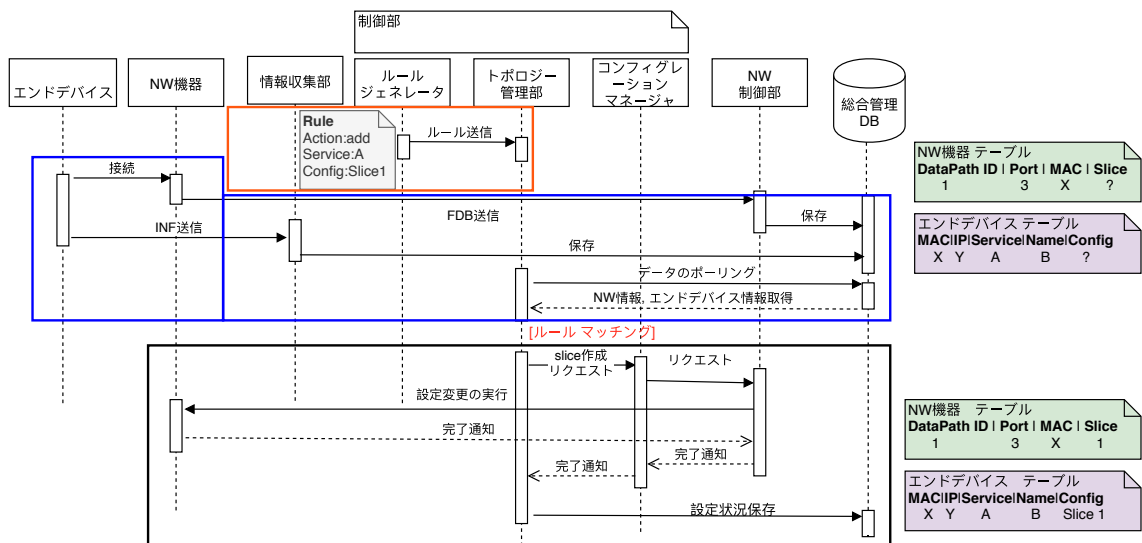 制御部
エンドデバイス
NW機器
情報収集部
ルール
ジェネレータ
トポロジー
管理部
コンフィグレ
ーション
マネージャ
NW
制御部
総合管理
DB
Rule
Action:add
Service:A
Config:Slice1
ルール送信
接続
FDB送信
保存
INF送信
保存
データのポーリング
NW情報, エンドデバイス情報取得
[ルール マッチング]
slice作成
リクエスト
リクエスト
設定変更の実行
完了通知
完了通知
完了通知
設定状況保存
NW機器 テーブル
DataPath ID | Port | MAC | Slice
1 3 X ?
エンドデバイス テーブル
MAC|IP|Service|Name|Config
X Y A B ?
NW機器 テーブル
DataPath ID | Port | MAC | Slice
1 3 X 1
エンドデバイス テーブル
MAC|IP|Service|Name|Config
X Y A B Slice 1